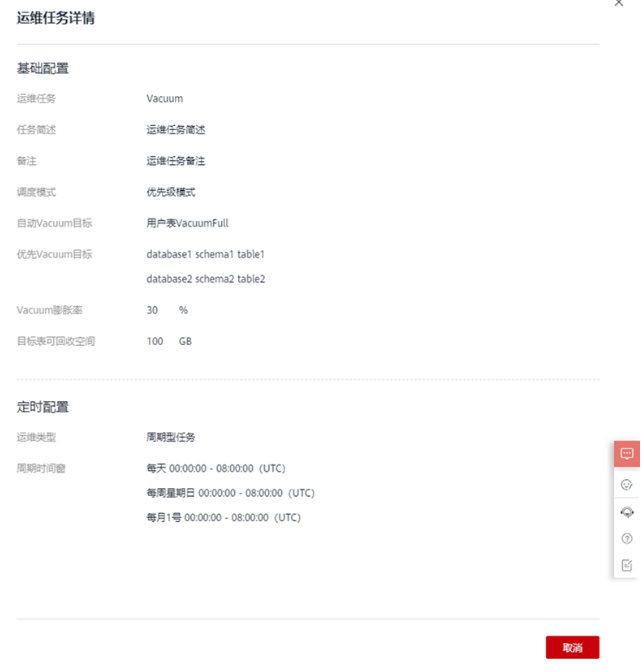 运维任务详情
基础配置
运维任务 Vacuum
任务简述 运维任务简述
备注 运维任务备注
调度模式 优先级模式
自动Vacuum目标 用户表VacuumFull
优先Vacuum目标 database1 schema1 table1
database2 schema2 table2
Vacuum膨胀率 30 %
目标表可回收空间 100 GB
定时配置
运维类型 周期型任务
周期时间窗 每天 00:00:00 - 08:00:00（UTC）
每周星期日 00:00:00 - 08:00:00（UTC）
每月1号 00:00:00 - 08:00:00（UTC）
取消